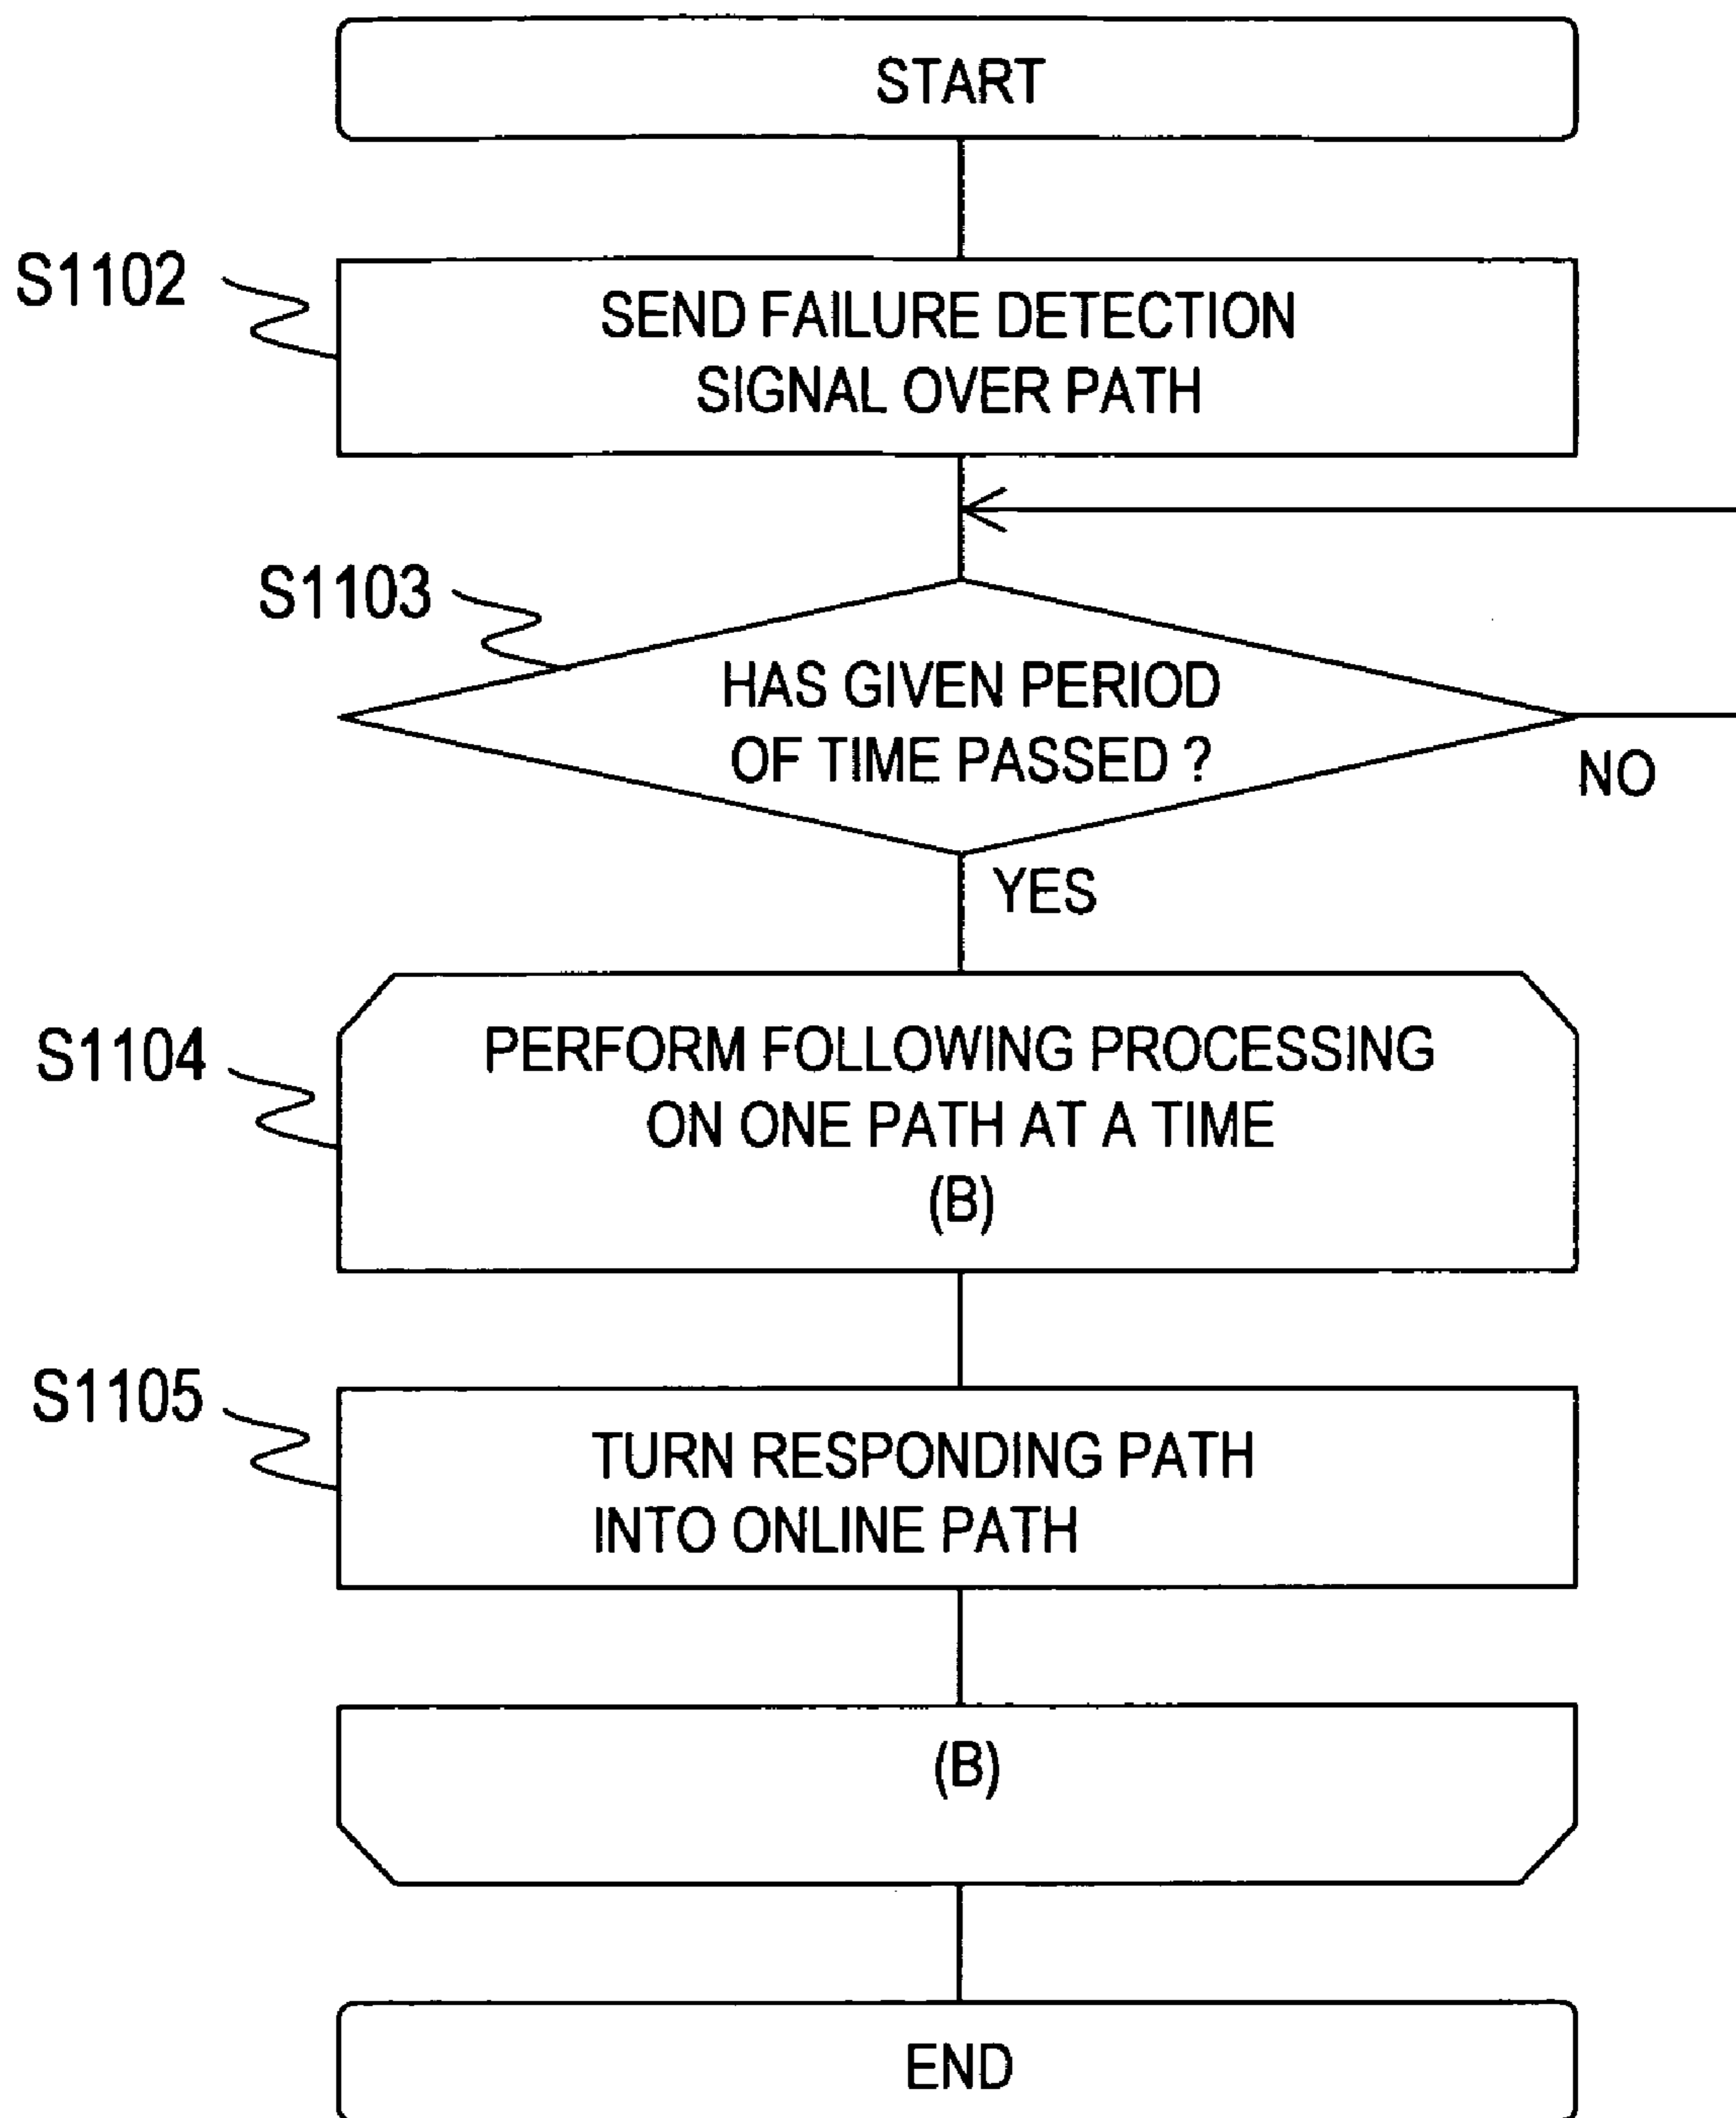 START
S1102
SEND FAILURE DETECTION
SIGNAL OVER PATH
S1103
HAS GIVEN PERIOD
OF TIME PASSED ?
NO
YES
S1104
PERFORM FOLLOWING PROCESSING
ON ONE PATH AT A TIME
(B)
S1105
TURN RESPONDING PATH
INTO ONLINE PATH
(B)
END